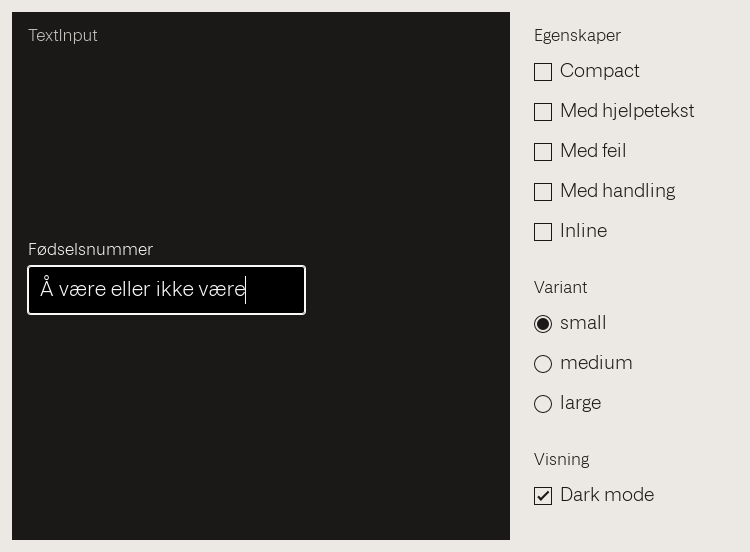 TextInput
Fødselsnummer
Å være eller ikke være
Egenskaper
Compact
Med hjelpetekst
Med feil
Med handling
Inline
Variant
small
medium
large
Visning
Dark mode